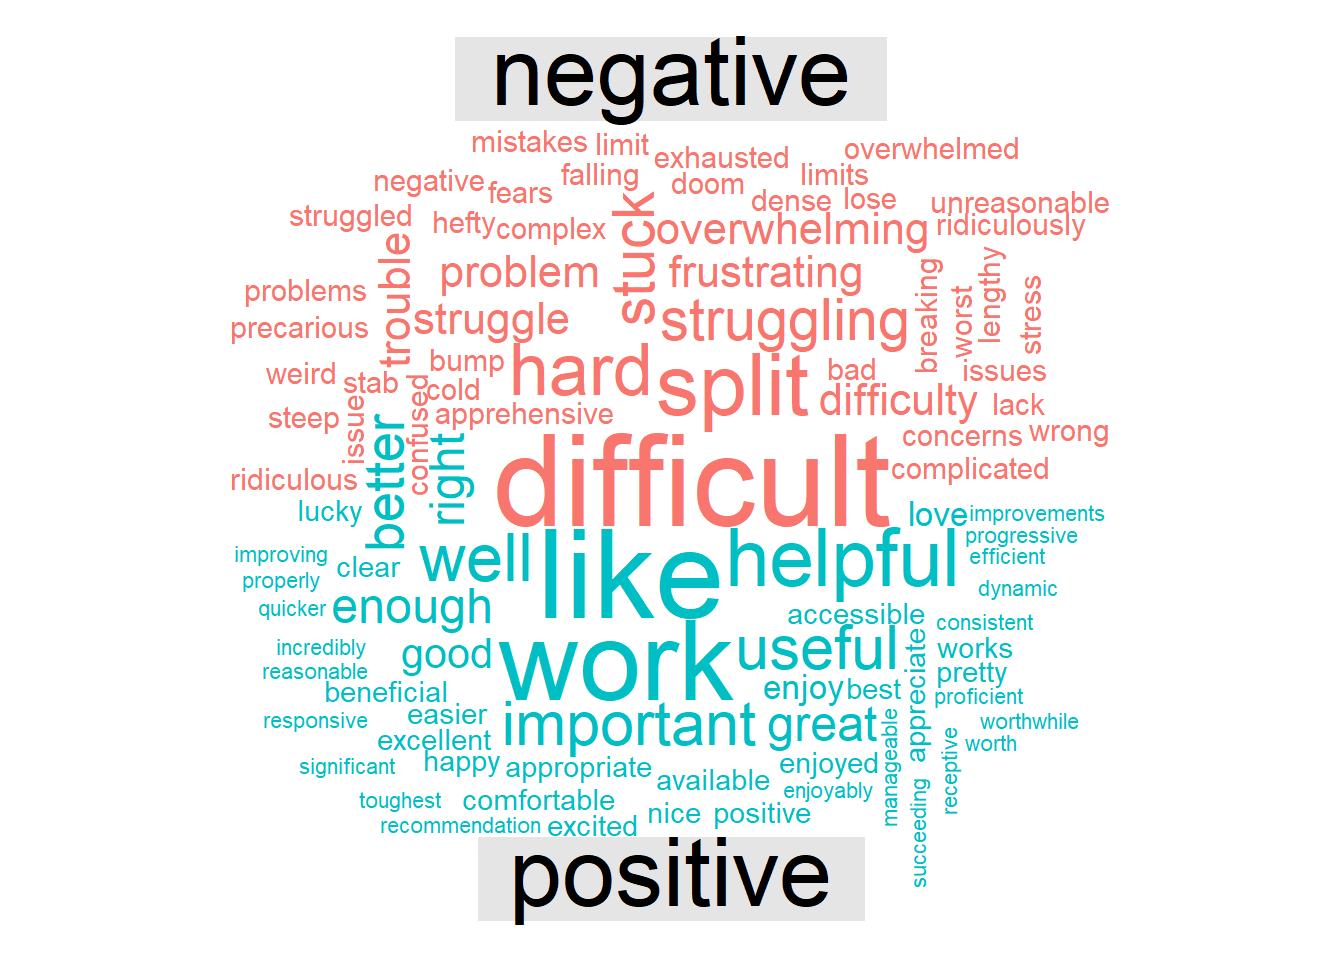 negative
mistakes
limit
exhausted
overwhelmed
negative
fears
falling
doom
limits
dense
lose
unreasonable
struggled
hefty
complex
stuck
overwhelming
ridiculously
trouble
problem
frustrating
breaking
worst
lengthy
stress
problems
precarious
struggle
struggling
weird
stab
bump
cold
hard
split
bad
issues
steep
issue
confused
apprehensive
difficulty
lack
concerns
wrong
ridiculous
better
right
difficult
complicated
lucky
love
improvements
improving
clear
well
like
helpful
progressive
efficient
properly
dynamic
quicker
enough
accessible
consistent
incredibly
good
work
useful
appreciate
works
reasonable
pretty
beneficial
enjoy
best
proficient
responsive
easier
important
great
manageable
worthwhile
excellent
receptive
worth
significant
happy
appropriate
available
enjoyed
succeeding
toughest
comfortable
enjoyably
recommendation
excited
nice
positive
positive